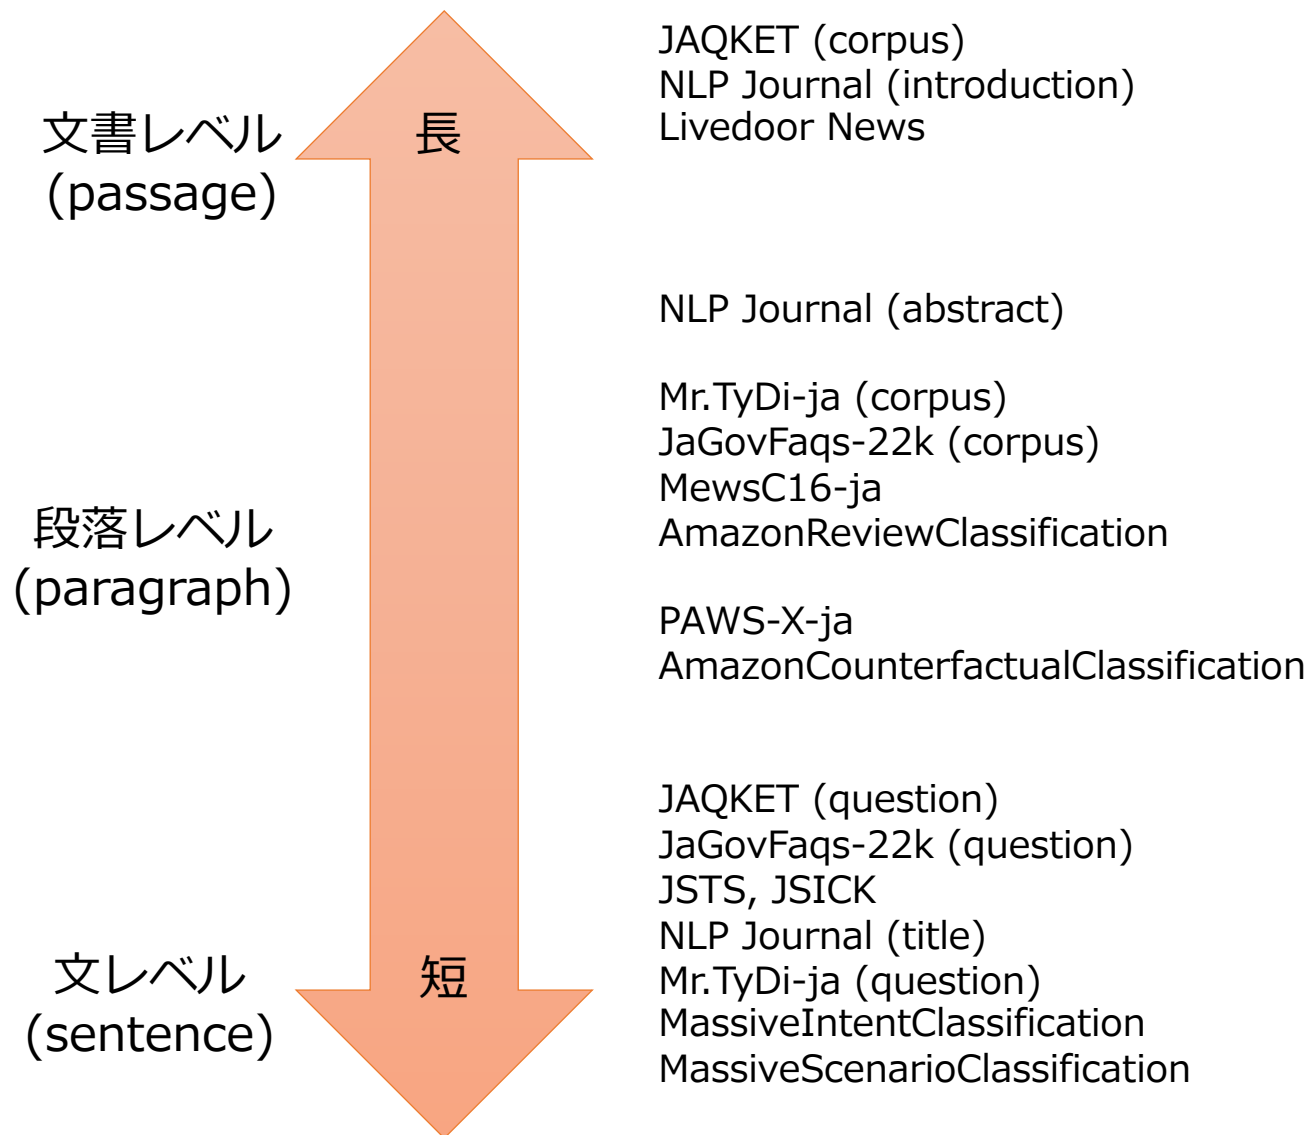 文書レベル
(passage)
長
JAQKET (corpus)
NLP Journal (introduction)
Livedoor News
NLP Journal (abstract)
Mr.TyDi-ja (corpus)
JaGovFaqs-22k (corpus)
MewsC16-ja
AmazonReviewClassification
段落レベル
(paragraph)
PAWS-X-ja
AmazonCounterfactualClassification
JAQKET (question)
JaGovFaqs-22k (question)
JSTS, JSICK
NLP Journal (title)
Mr.TyDi-ja (question)
MassiveIntentClassification
MassiveScenarioClassification
文レベル
(sentence)
短